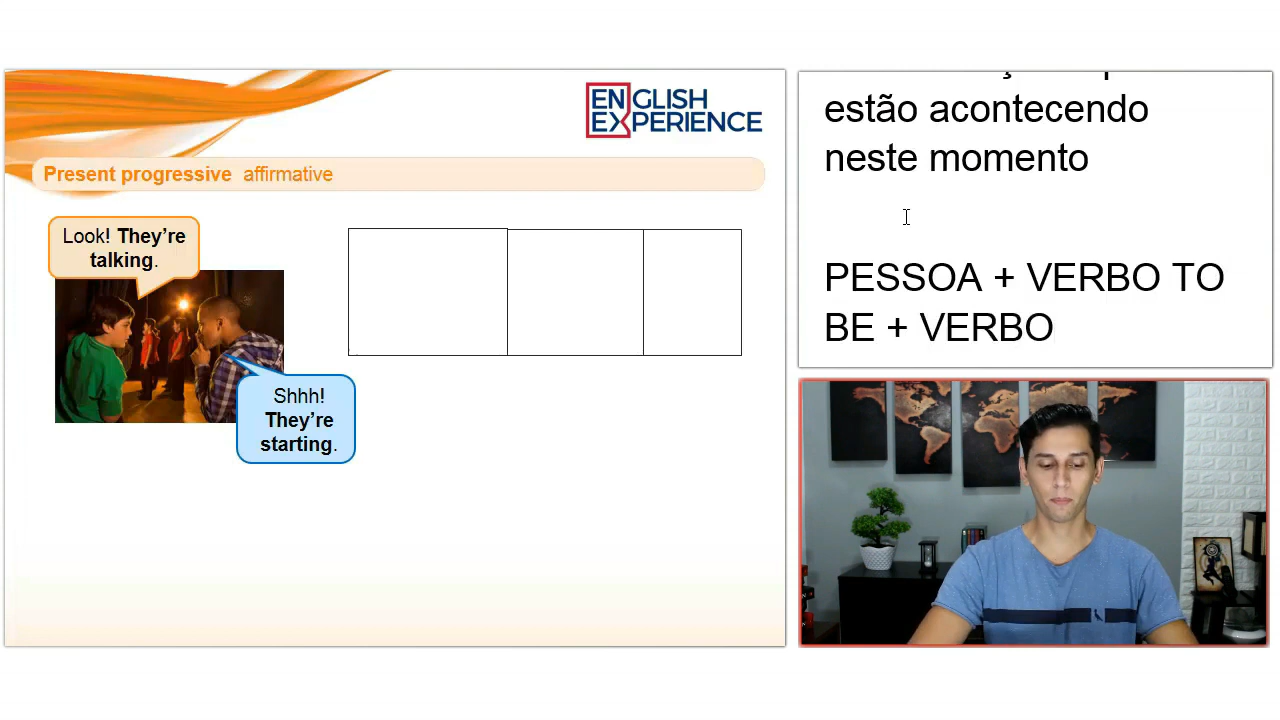 ENGLISH
EXPERIENCE
Present progressive affirmative
Look! They're
talking.
Shhh!
They're
starting.
estão acontecendo
neste momento
PESSOA + VERBO TO
BE + VERBO